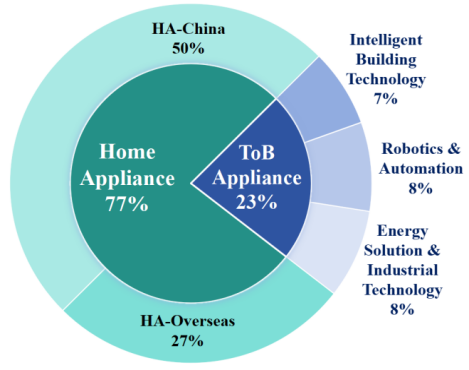 HA-China
50%
Intelligent
Building
Technology
7%
Home
Appliance
77%
ToB
Appliance
23%
Robotics &
Automation
8%
Energy
Solution &
Industrial
Technology
8%
HA-Overseas
27%